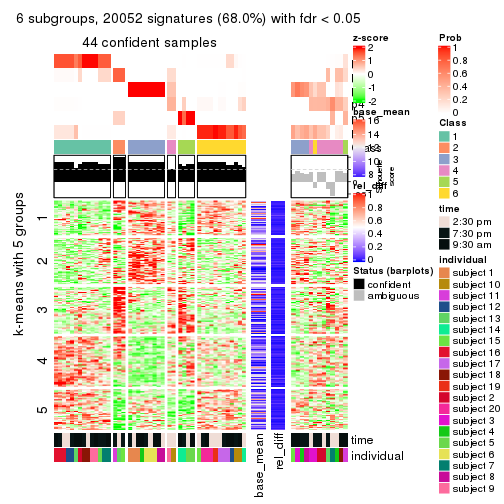 6 subgroups, 20052 signatures (68.0%) with fdr < 0.05
44 confident samples
k-means with 5 groups
1
2
3
4
5
base_mean
rel_diff
time
individual
z-score
2
1
0
-1
-2
base_mean
16
14
12
10
8
rel_diff
1
0.8
0.6
0.4
0.2
0
Silhouette
score
Status (barplots)
confident
ambiguous
Prob
1
0.8
0.6
0.4
0.2
0
Class
1
2
3
4
5
6
time
2:30 pm
7:30 pm
9:30 am
individual
subject 1
subject 10
subject 11
subject 12
subject 13
subject 14
subject 15
subject 16
subject 17
subject 18
subject 19
subject 2
subject 20
subject 3
subject 4
subject 5
subject 6
subject 7
subject 8
subject 9